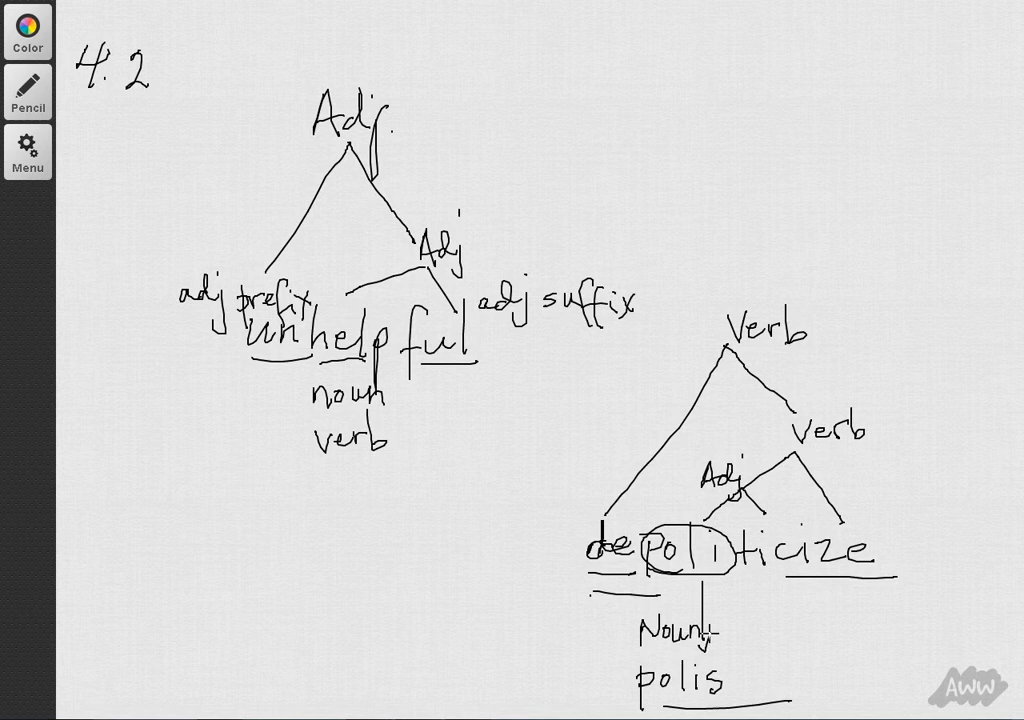 Color
Pencil
Menu
4.2
Adj.
Adj
adj prefix
adj suffix
unhelpful
noun
verb
Verb
Verb
Adj
depoliticize
Noun
polis
AWW